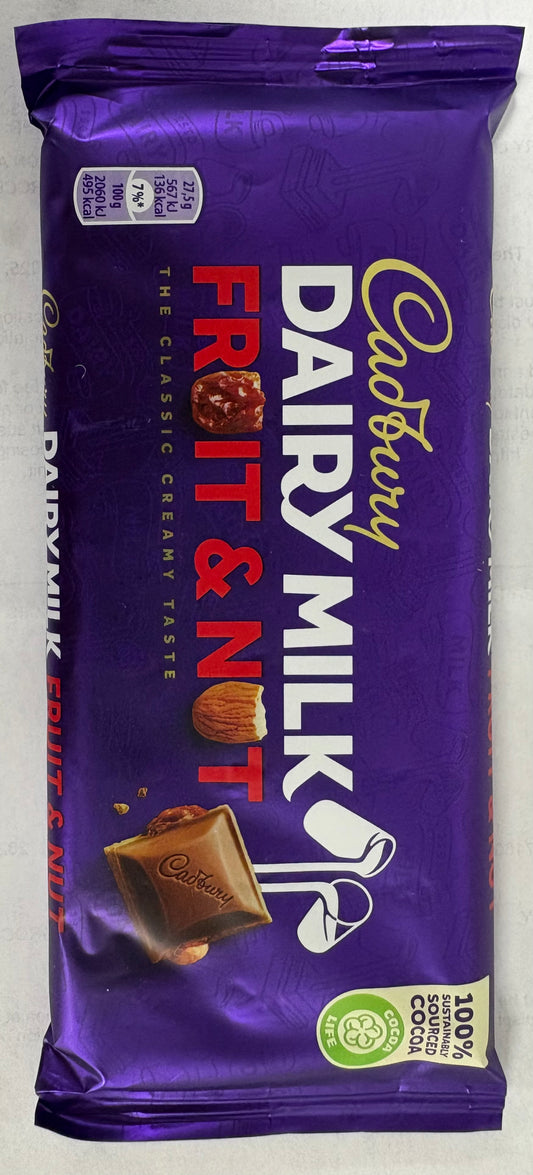 Cadbury
DAIRY MILK
FRUIT & NUT
THE CLASSIC CREAMY TASTE
27,5g
567 kJ
136 kcal
7%*
100g
2060 kJ
495 kcal
Cadbury
100%
SUSTAINABLY
SOURCED
COCOA
COCOA
LIFE
Cadbury DAIRY MILK FRUIT & NUT